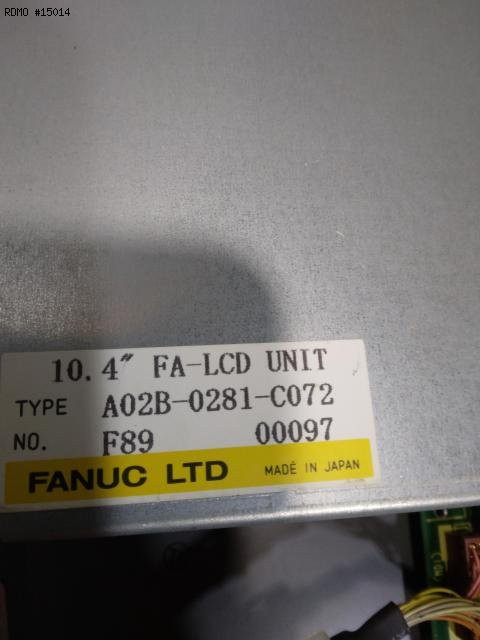 RDMO #15014
10.4" FA-LCD UNIT
TYPE A02B-0281-C072
NO. F89 00097
FANUC LTD MADE IN JAPAN